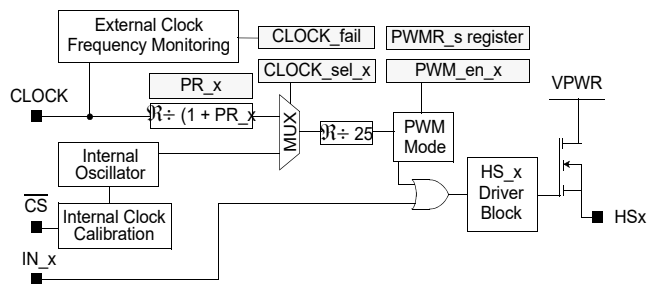 External Clock
Frequency Monitoring
CLOCK_fail
PWMR_s register
CLOCK_sel_x
PWM_en_x
PR_x
CLOCK
ℜ÷ (1 + PR_x
MUX
ℜ÷ 25
PWM
Mode
VPWR
Internal
Oscillator
CS
Internal Clock
Calibration
HS_x
Driver
Block
HSx
IN_x